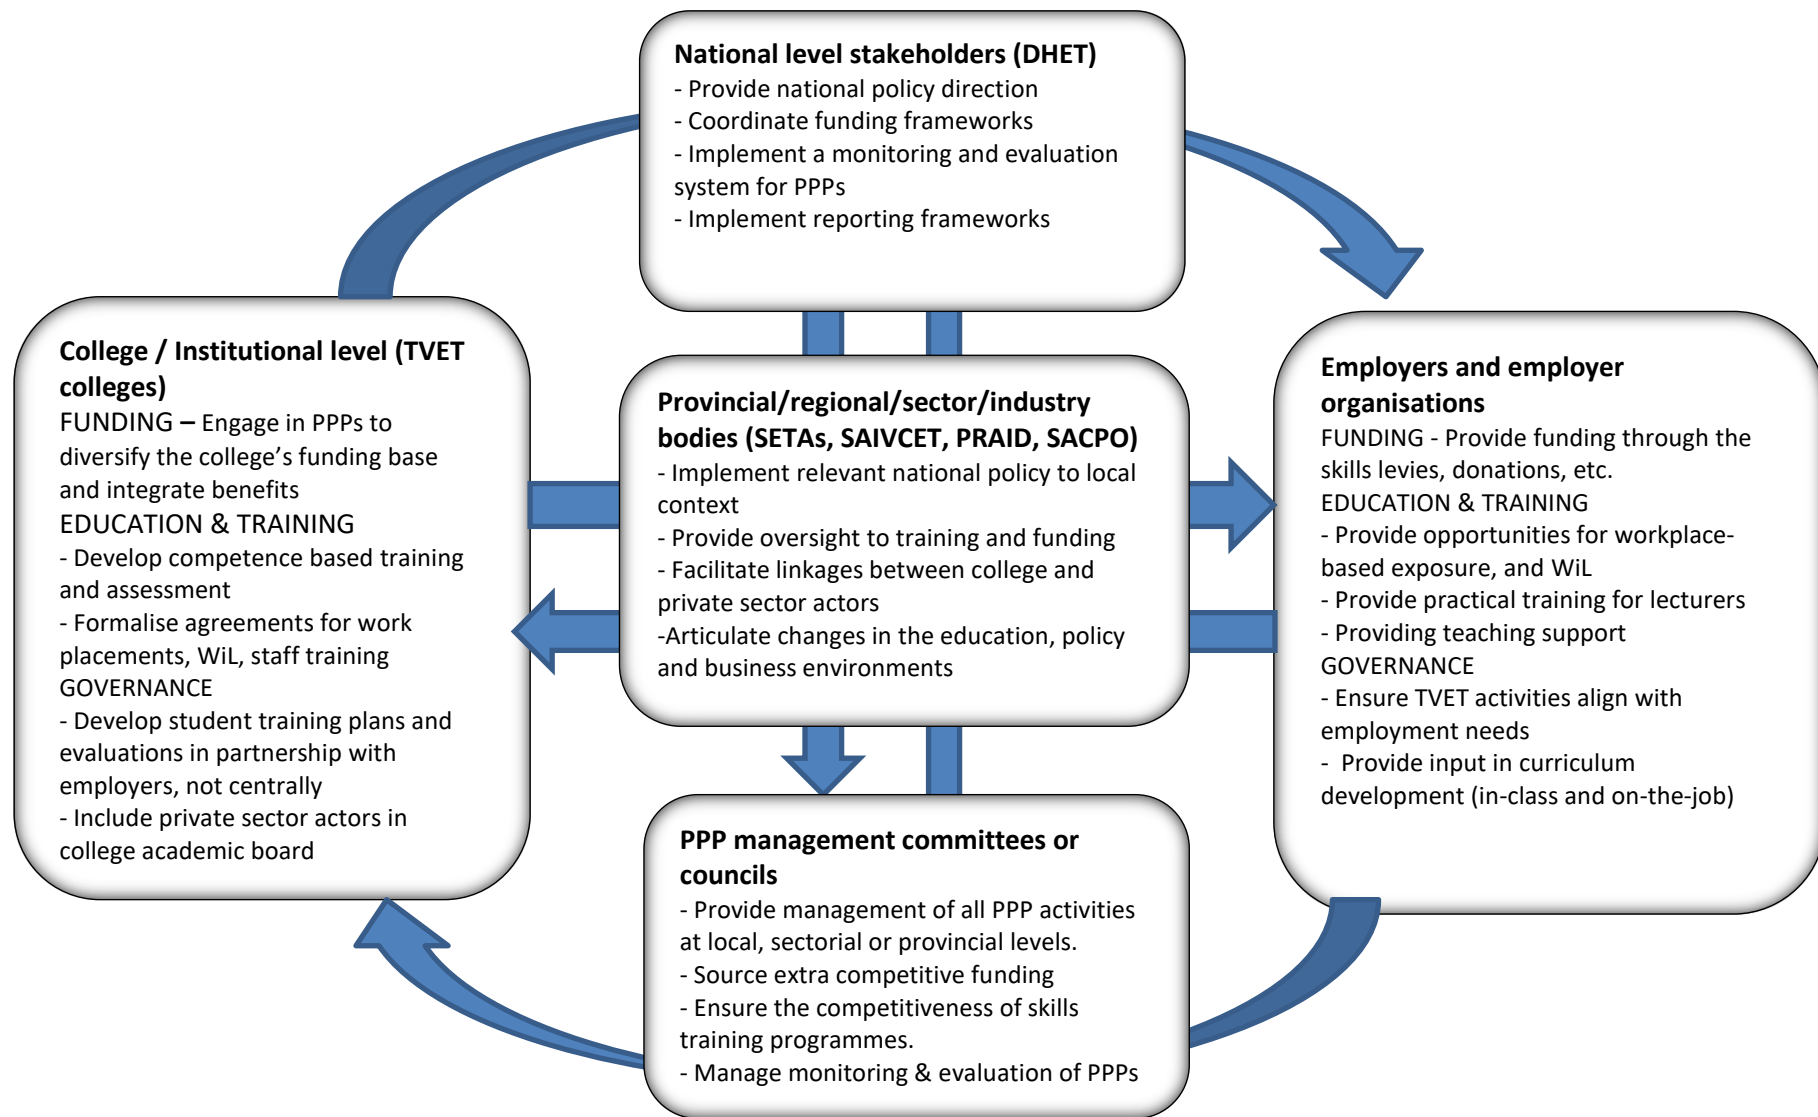 National level stakeholders (DHET)
- Provide national policy direction
- Coordinate funding frameworks
- Implement a monitoring and evaluation
system for PPPs
- Implement reporting frameworks
College / Institutional level (TVET
colleges)
FUNDING – Engage in PPPs to
diversify the college’s funding base
and integrate benefits
EDUCATION & TRAINING
- Develop competence based training
and assessment
- Formalise agreements for work
placements, WiL, staff training
GOVERNANCE
- Develop student training plans and
evaluations in partnership with
employers, not centrally
- Include private sector actors in
college academic board
Provincial/regional/sector/industry
bodies (SETAs, SAIVCET, PRAID, SACPO)
- Implement relevant national policy to local
context
- Provide oversight to training and funding
- Facilitate linkages between college and
private sector actors
-Articulate changes in the education, policy
and business environments
Employers and employer
organisations
FUNDING - Provide funding through the
skills levies, donations, etc.
EDUCATION & TRAINING
- Provide opportunities for workplace-
based exposure, and WiL
- Provide practical training for lecturers
- Providing teaching support
GOVERNANCE
- Ensure TVET activities align with
employment needs
- Provide input in curriculum
development (in-class and on-the-job)
PPP management committees or
councils
- Provide management of all PPP activities
at local, sectorial or provincial levels.
- Source extra competitive funding
- Ensure the competitiveness of skills
training programmes.
- Manage monitoring & evaluation of PPPs